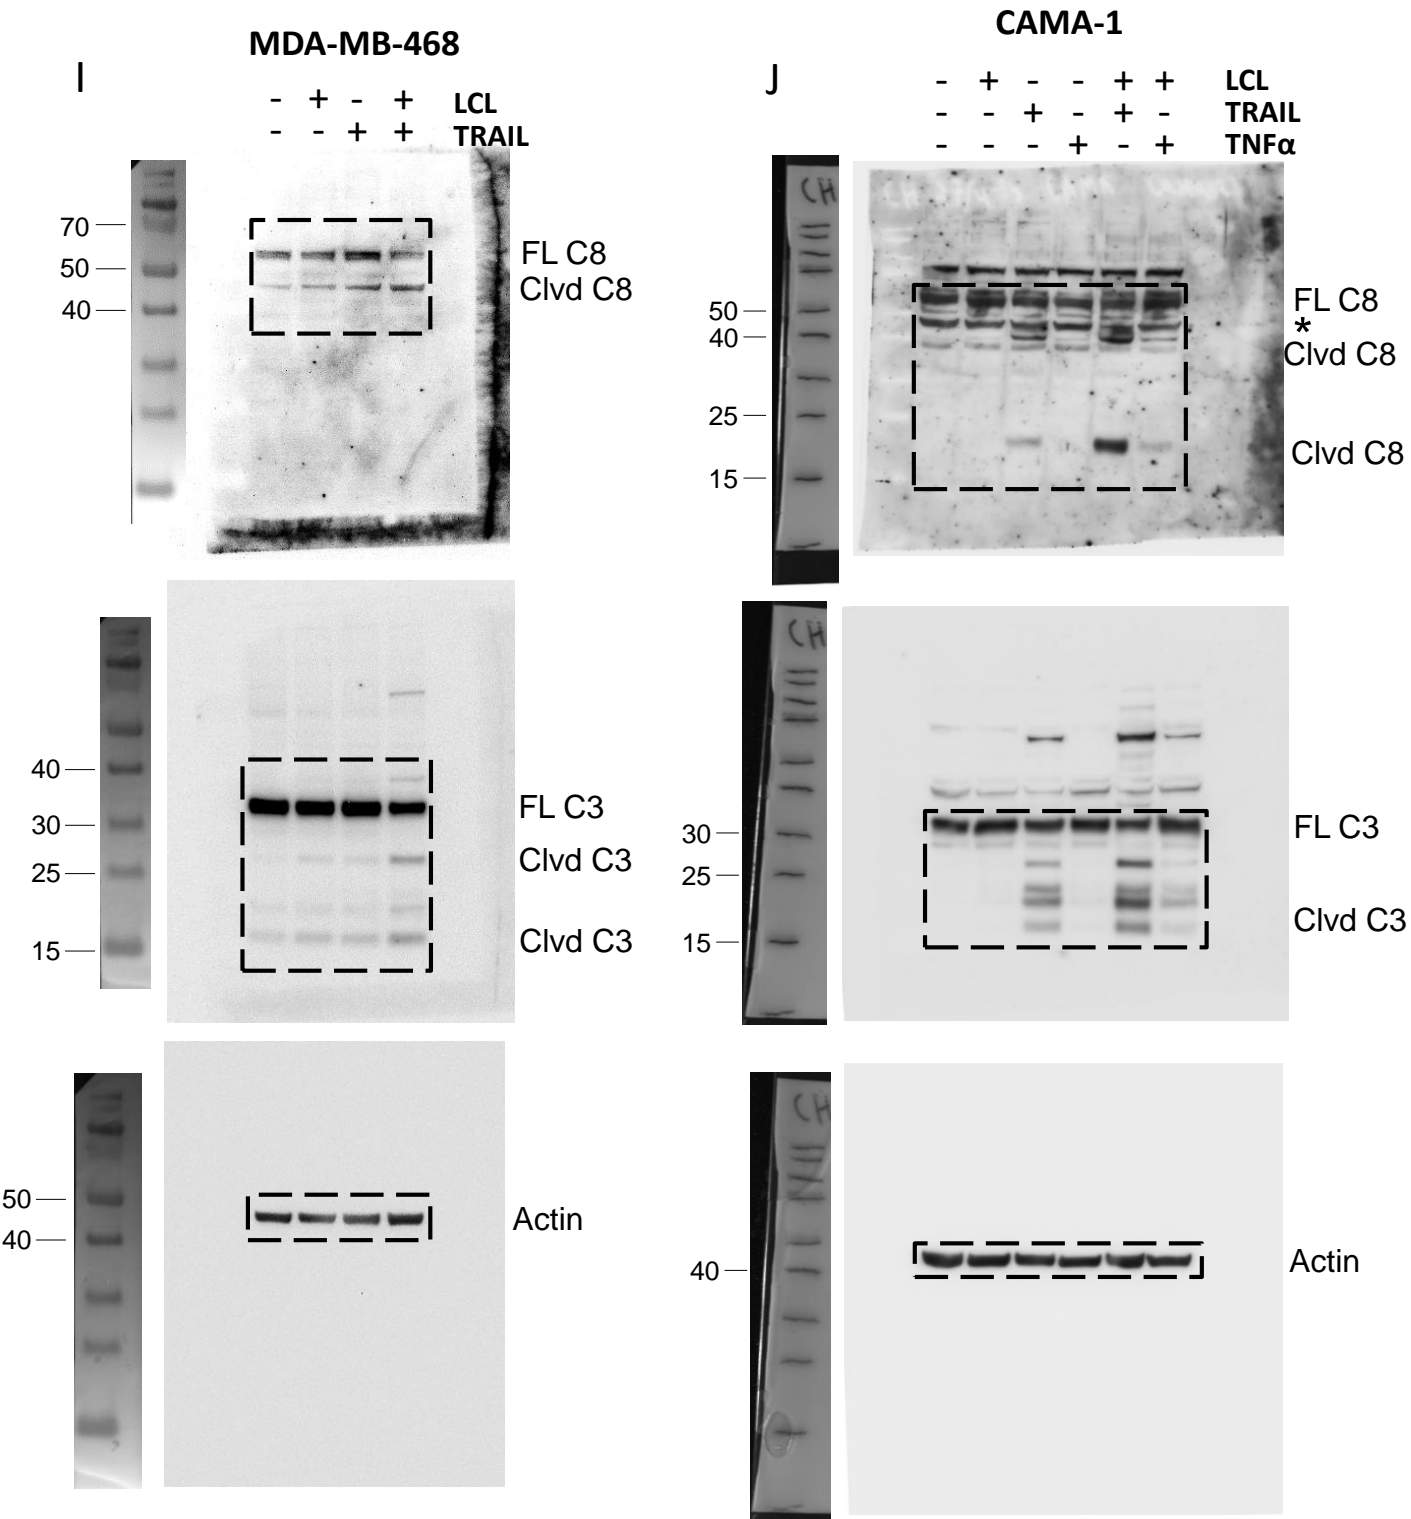 I
MDA-MB-468
- + - + LCL
- - + + TRAIL
70
50
40
FL C8
Clvd C8
40
30
25
15
FL C3
Clvd C3
Clvd C3
50
40
Actin
J
CAMA-1
- + - - + + LCL
- - + - + - TRAIL
- - - + - + TNFα
CH
50
40
25
15
FL C8
*
Clvd C8
Clvd C8
CH
30
25
15
FL C3
Clvd C3
CH
40
Actin